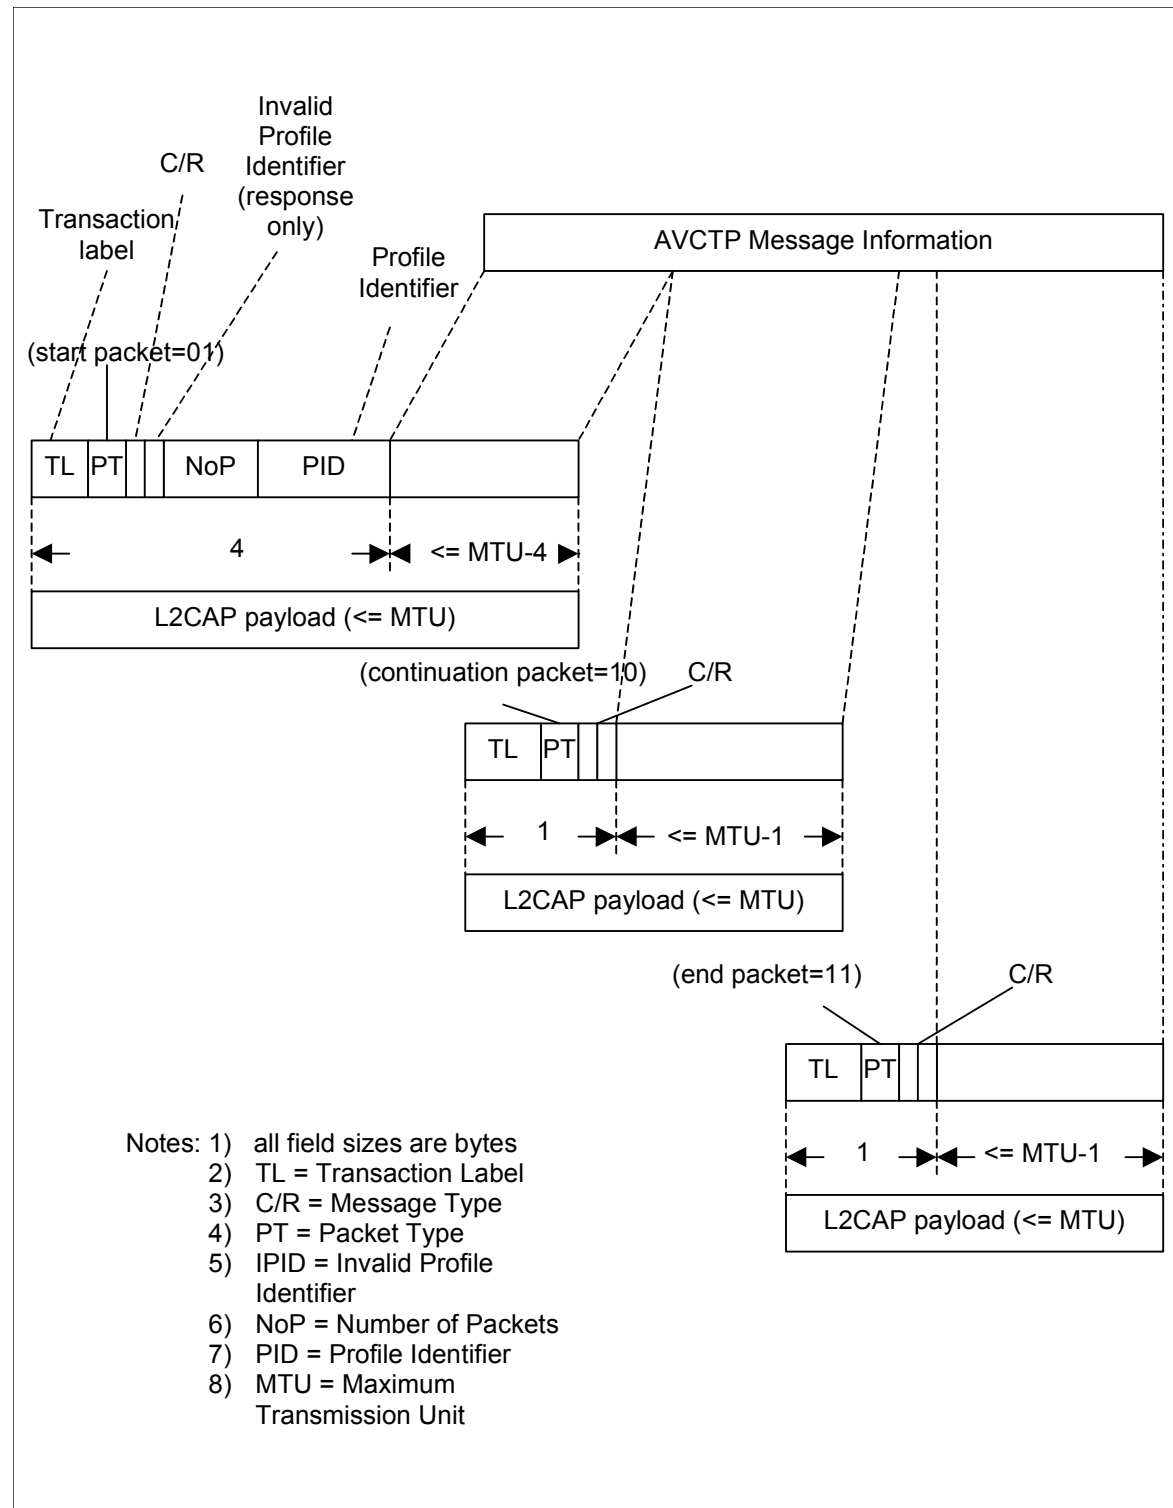 Invalid
Profile
Identifier
(response
only)
C/R
Transaction
label
Profile
Identifier
AVCTP Message Information
(start packet=01)
TL PT NoP PID
4 <= MTU-4
L2CAP payload (<= MTU)
(continuation packet=10) C/R
TL PT
1 <= MTU-1
L2CAP payload (<= MTU)
(end packet=11) C/R
TL PT
1 <= MTU-1
L2CAP payload (<= MTU)
Notes: 1) all field sizes are bytes
2) TL = Transaction Label
3) C/R = Message Type
4) PT = Packet Type
5) IPID = Invalid Profile
Identifier
6) NoP = Number of Packets
7) PID = Profile Identifier
8) MTU = Maximum
Transmission Unit